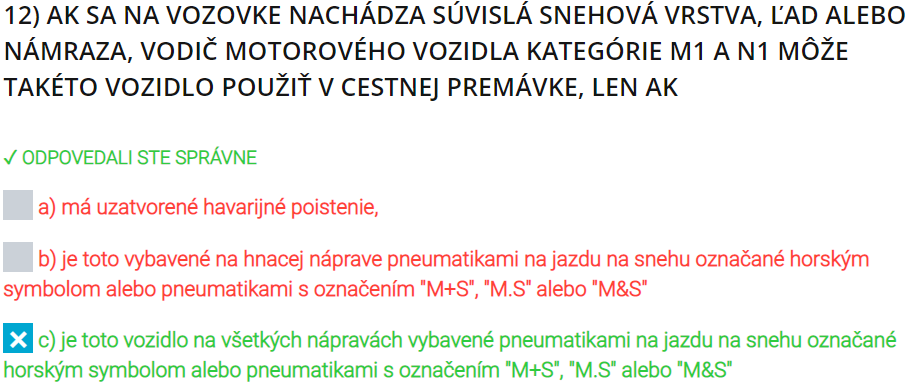 12) AK SA NA VOZOVKE NACHÁDZA SÚVISLÁ SNEHOVÁ VRSTVA, ĽAD ALEBO
NÁMRAZA, VODIČ MOTOROVÉHO VOZIDLA KATEGÓRIE M1 A N1 MÔŽE
TAKÉTO VOZIDLO POUŽIŤ V CESTNEJ PREMÁVKE, LEN AK
✓ ODPOVEDALI STE SPRÁVNE
a) má uzatvorené havarijné poistenie,
b) je toto vybavené na hnacej náprave pneumatikami na jazdu na snehu označané horským
symbolom alebo pneumatikami s označením "M+S", "M.S" alebo "M&S"
c) je toto vozidlo na všetkých nápravách vybavené pneumatikami na jazdu na snehu označané
horským symbolom alebo pneumatikami s označením "M+S", "M.S" alebo "M&S"